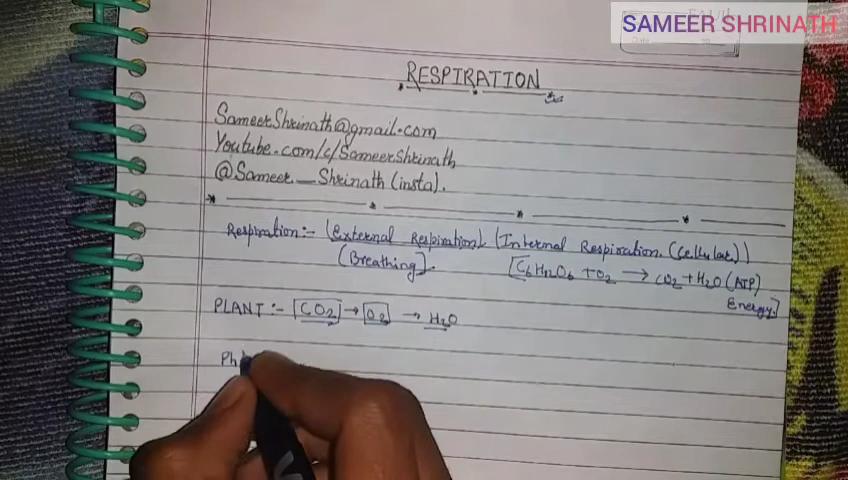 SAMEER SHRINATH
RESPIRATION
SameerShrinath@gmail.com
Youtube.com/c/SameerShrinath
@Sameer_Shrinath (insta).
Respiration:- (External Respiration) (Internal Respiration (Cellular))
(Breathing). [C6H12O6 + O2 → CO2 + H2O (ATP)
Energy.]
PLANT :- [CO2] → [O2] → H2O
Ph